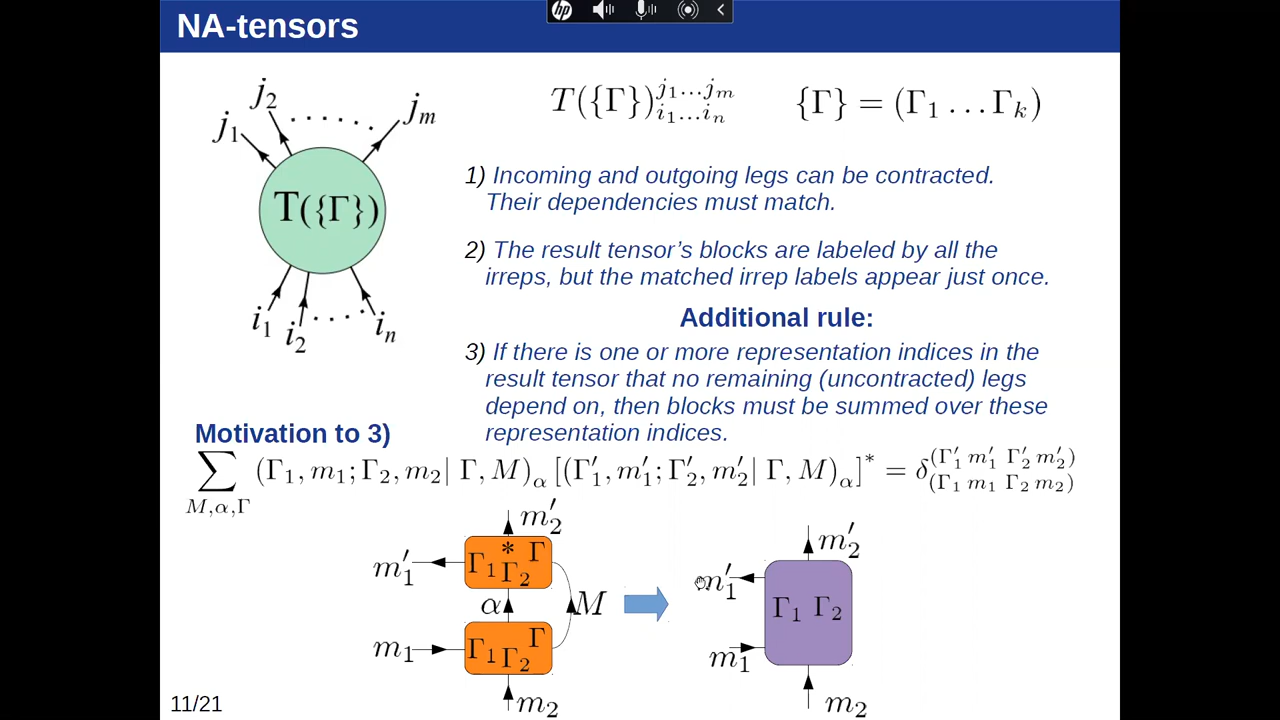 NA-tensors
j₁ j₂ · · · · · · jₘ
T({Γ})
i₁ i₂ · · · · · iₙ
T({Γ})^{j₁…jₘ}_{i₁…iₙ}   {Γ} = (Γ₁ … Γₖ)
1) Incoming and outgoing legs can be contracted.
Their dependencies must match.
2) The result tensor’s blocks are labeled by all the
irreps, but the matched irrep labels appear just once.
Additional rule:
3) If there is one or more representation indices in the
result tensor that no remaining (uncontracted) legs
depend on, then blocks must be summed over these
representation indices.
Motivation to 3)
∑_{M,α,Γ} (Γ₁, m₁; Γ₂, m₂| Γ, M)_α [(Γ′₁, m′₁; Γ′₂, m′₂| Γ, M)_α]* = δ^{(Γ′₁ m′₁ Γ′₂ m′₂)}_{(Γ₁ m₁ Γ₂ m₂)}
m′₂
m′₁ Γ₁ * Γ₂ Γ
α M
m₁ Γ₁ Γ₂ Γ
m₂
m′₂
m′₁
Γ₁ Γ₂
m₁
m₂
11/21
hp